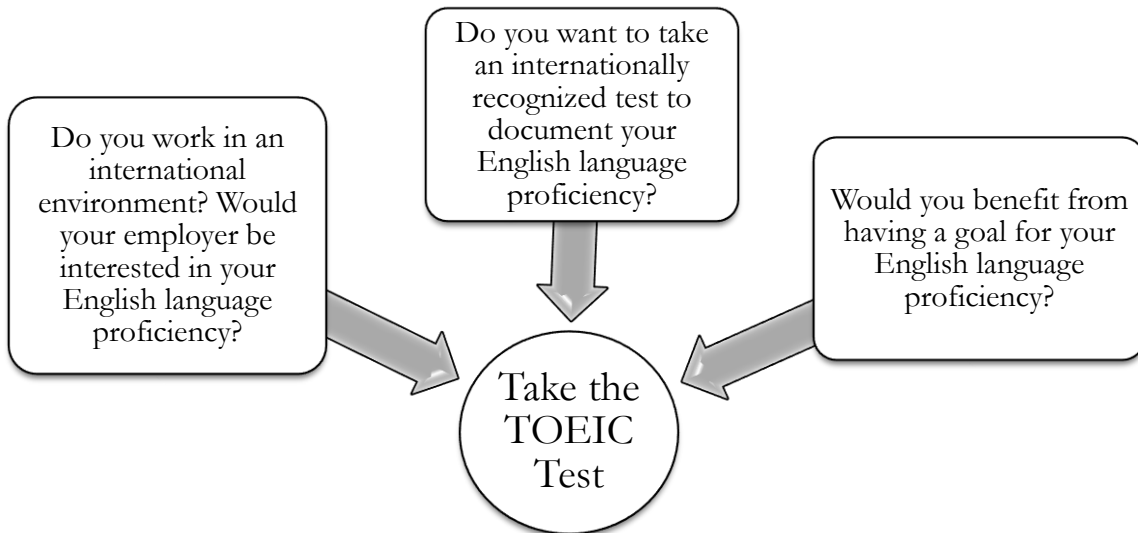 Do you work in an
international
environment? Would
your employer be
interested in your
English language
proficiency?
Do you want to take
an internationally
recognized test to
document your
English language
proficiency?
Would you benefit from
having a goal for your
English language
proficiency?
Take the
TOEIC
Test